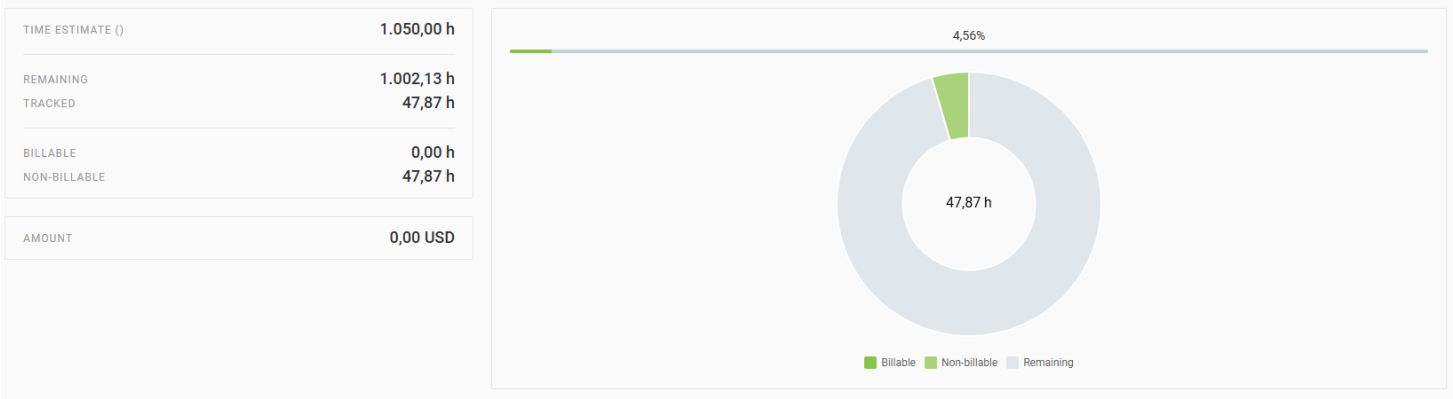 TIME ESTIMATE () 1.050,00 h
REMAINING 1.002,13 h
TRACKED 47,87 h
BILLABLE 0,00 h
NON-BILLABLE 47,87 h
AMOUNT 0,00 USD
4,56%
47,87 h
Billable Non-billable Remaining